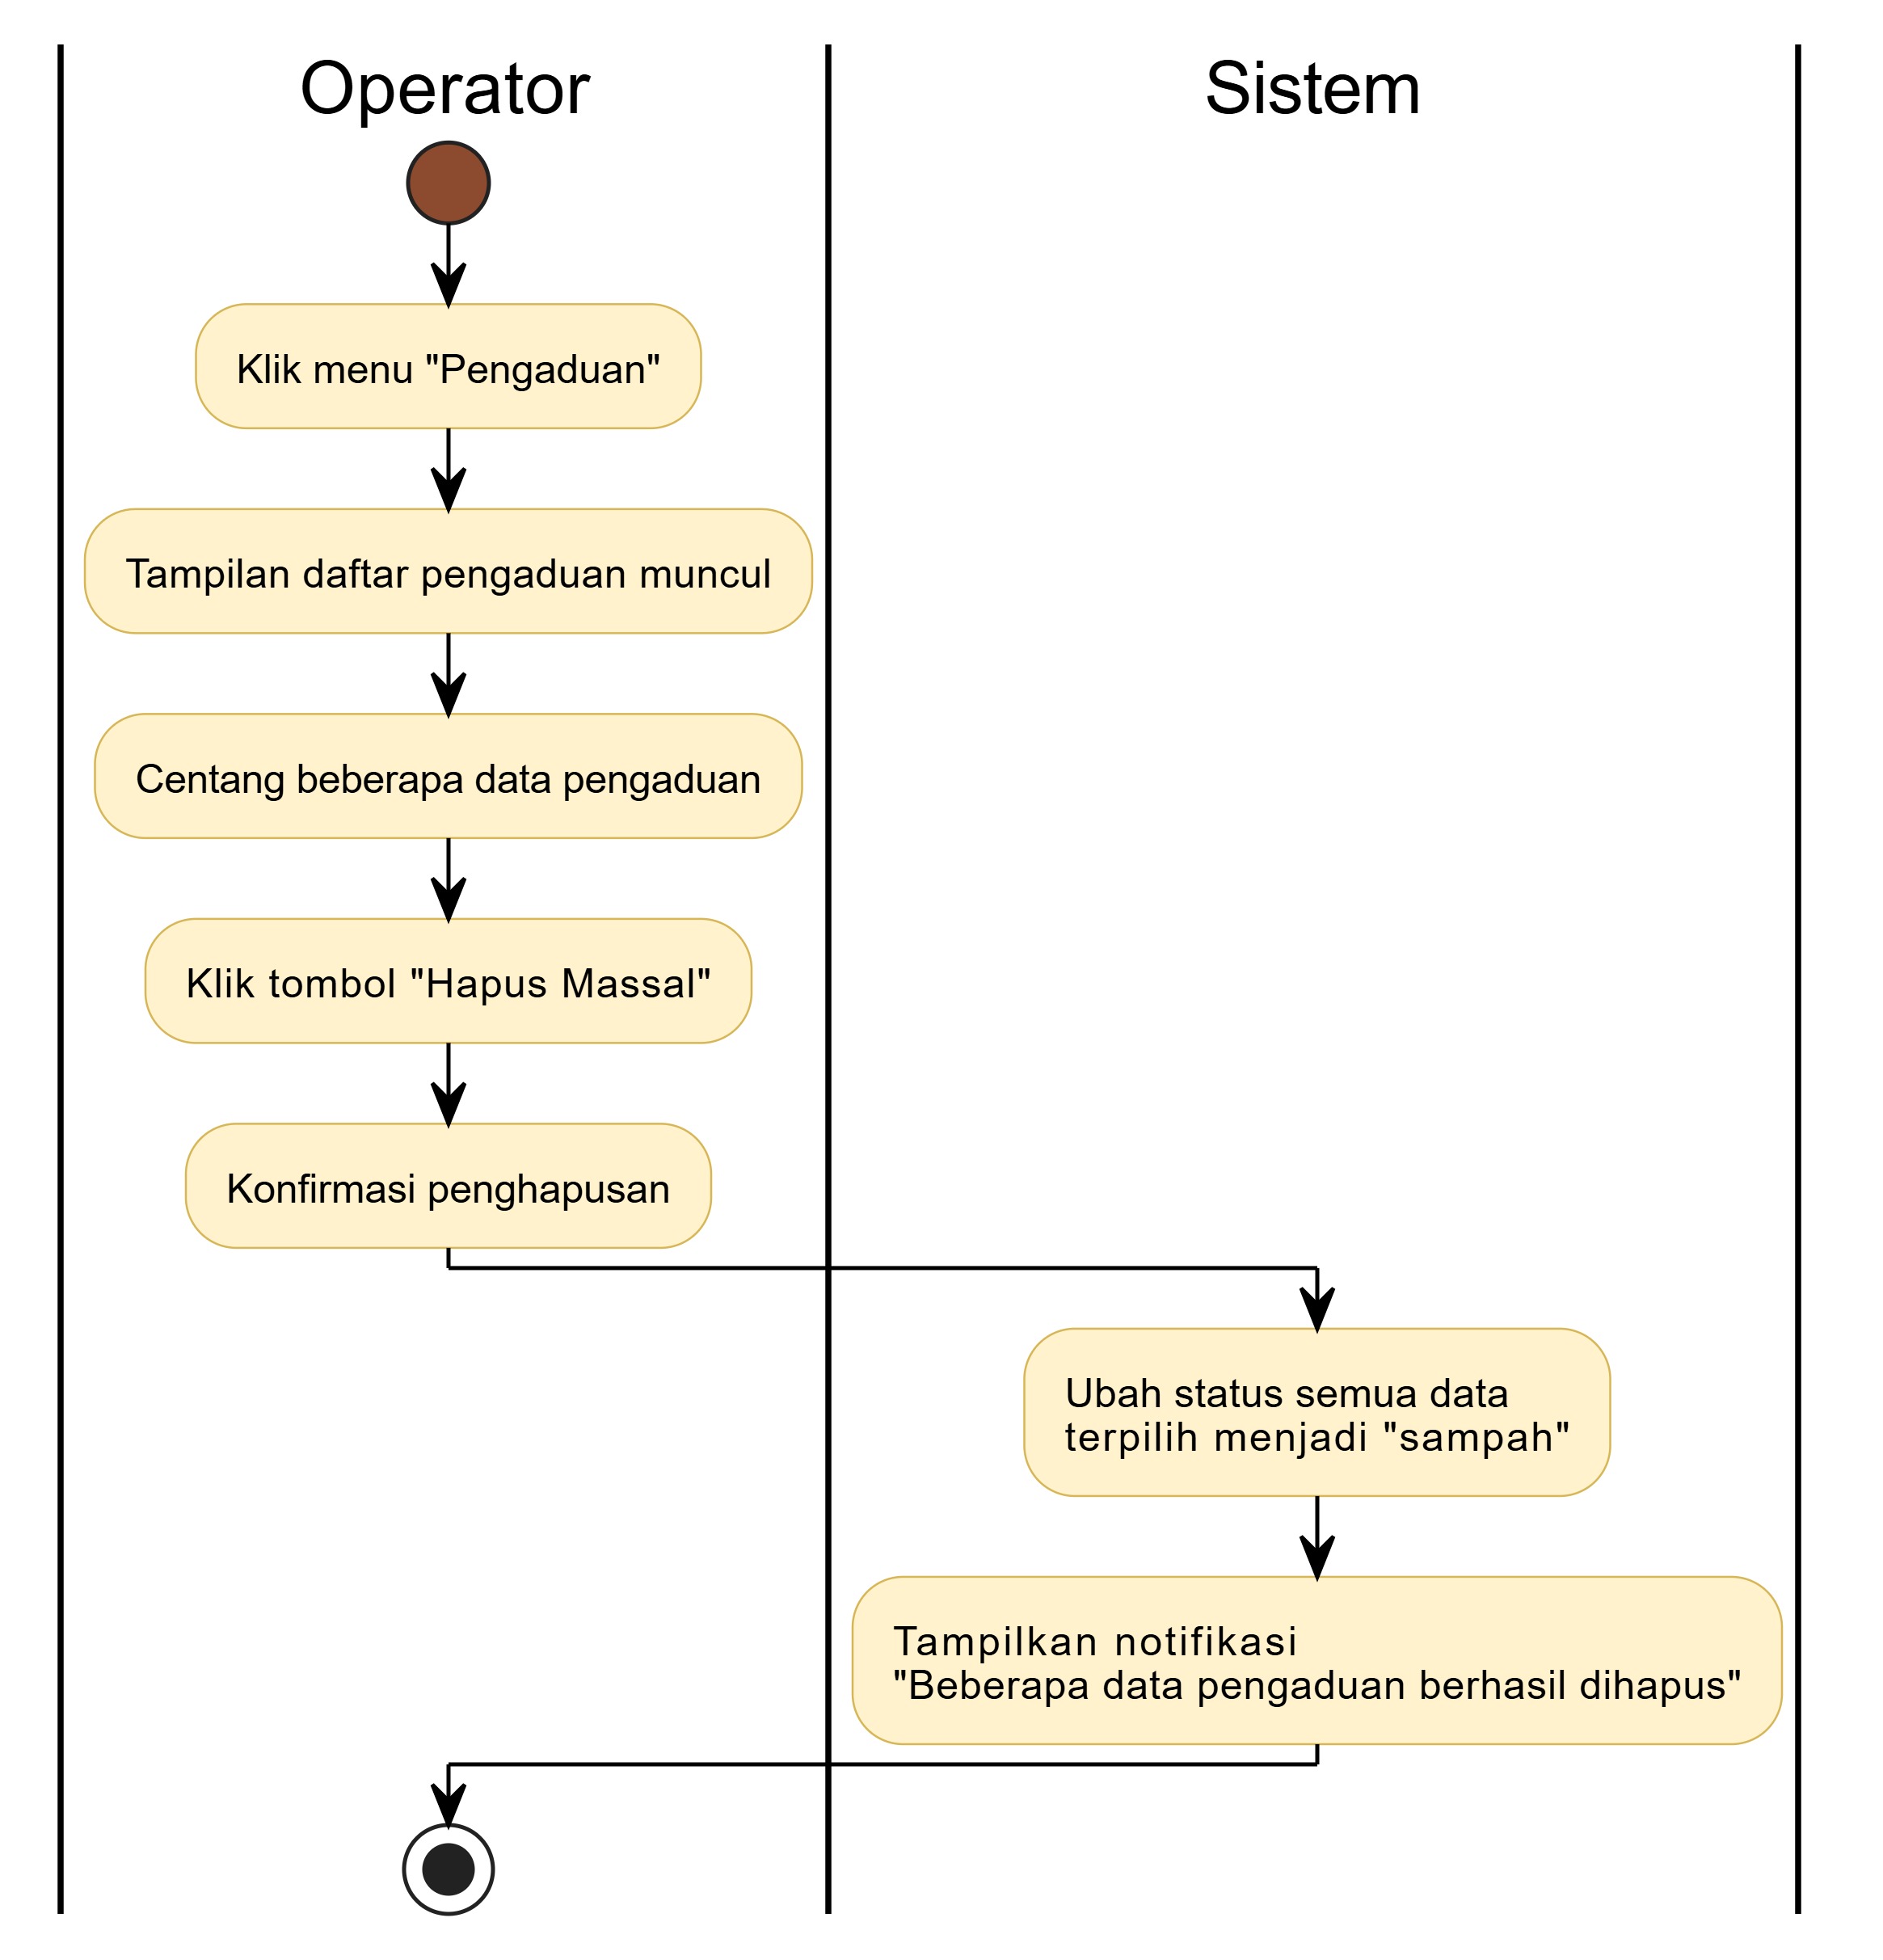 Operator
Sistem
Klik menu "Pengaduan"
Tampilan daftar pengaduan muncul
Centang beberapa data pengaduan
Klik tombol "Hapus Massal"
Konfirmasi penghapusan
Ubah status semua data
terpilih menjadi "sampah"
Tampilkan notifikasi
"Beberapa data pengaduan berhasil dihapus"